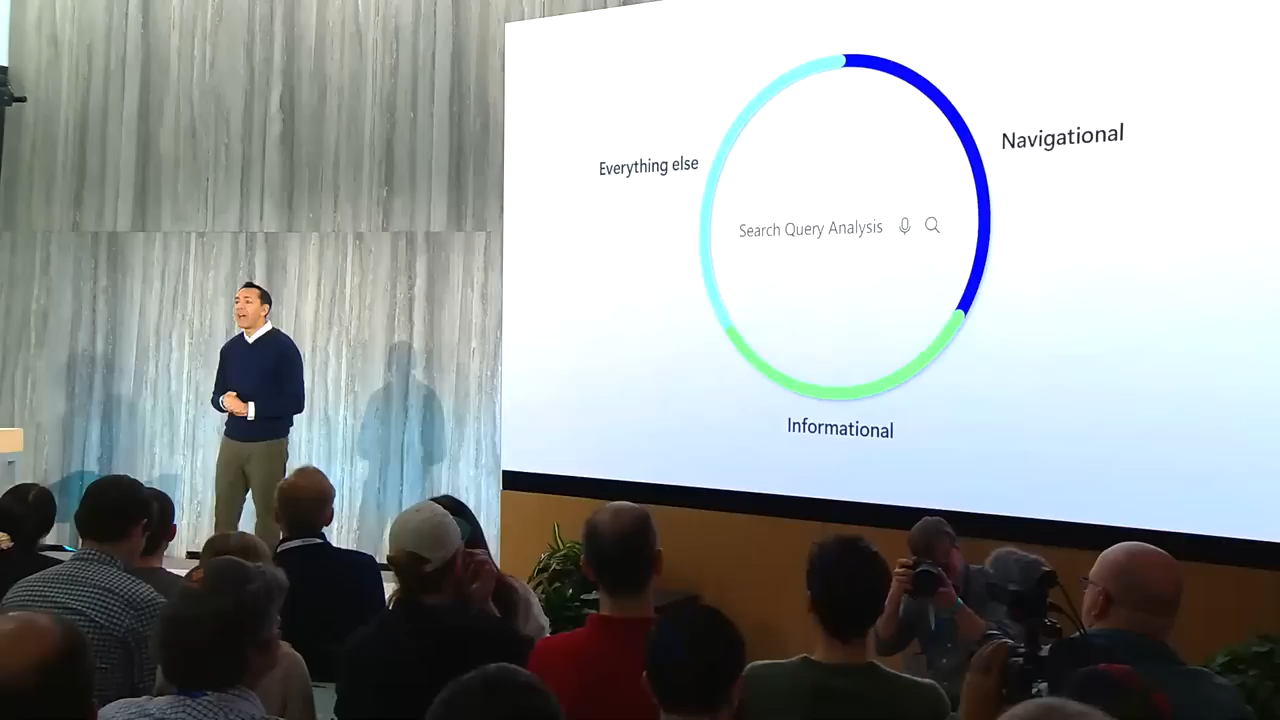 Navigational
Everything else
Search Query Analysis
Informational